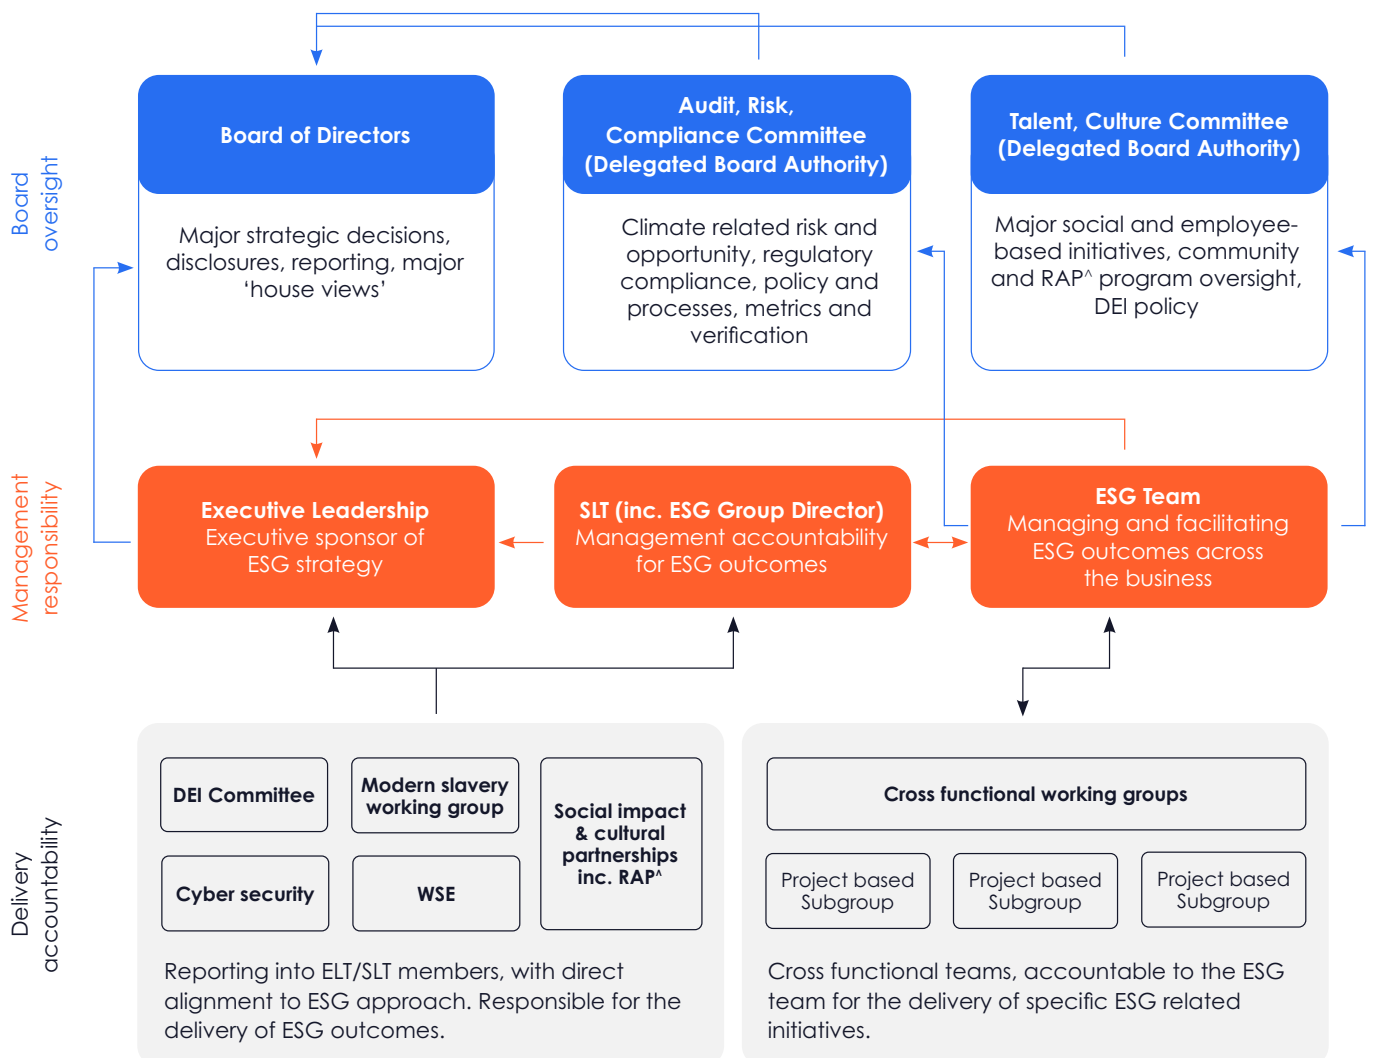 Board
oversight
Board of Directors
Major strategic decisions,
disclosures, reporting, major
‘house views’
Audit, Risk,
Compliance Committee
(Delegated Board Authority)
Climate related risk and
opportunity, regulatory
compliance, policy and
processes, metrics and
verification
Talent, Culture Committee
(Delegated Board Authority)
Major social and employee-
based initiatives, community
and RAP^ program oversight,
DEI policy
Management
responsibility
Executive Leadership
Executive sponsor of
ESG strategy
SLT (inc. ESG Group Director)
Management accountability
for ESG outcomes
ESG Team
Managing and facilitating
ESG outcomes across
the business
Delivery
accountability
DEI Committee
Modern slavery
working group
Social impact
& cultural
partnerships
inc. RAP^
Cyber security
WSE
Reporting into ELT/SLT members, with direct
alignment to ESG approach. Responsible for the
delivery of ESG outcomes.
Cross functional working groups
Project based
Subgroup
Project based
Subgroup
Project based
Subgroup
Cross functional teams, accountable to the ESG
team for the delivery of specific ESG related
initiatives.